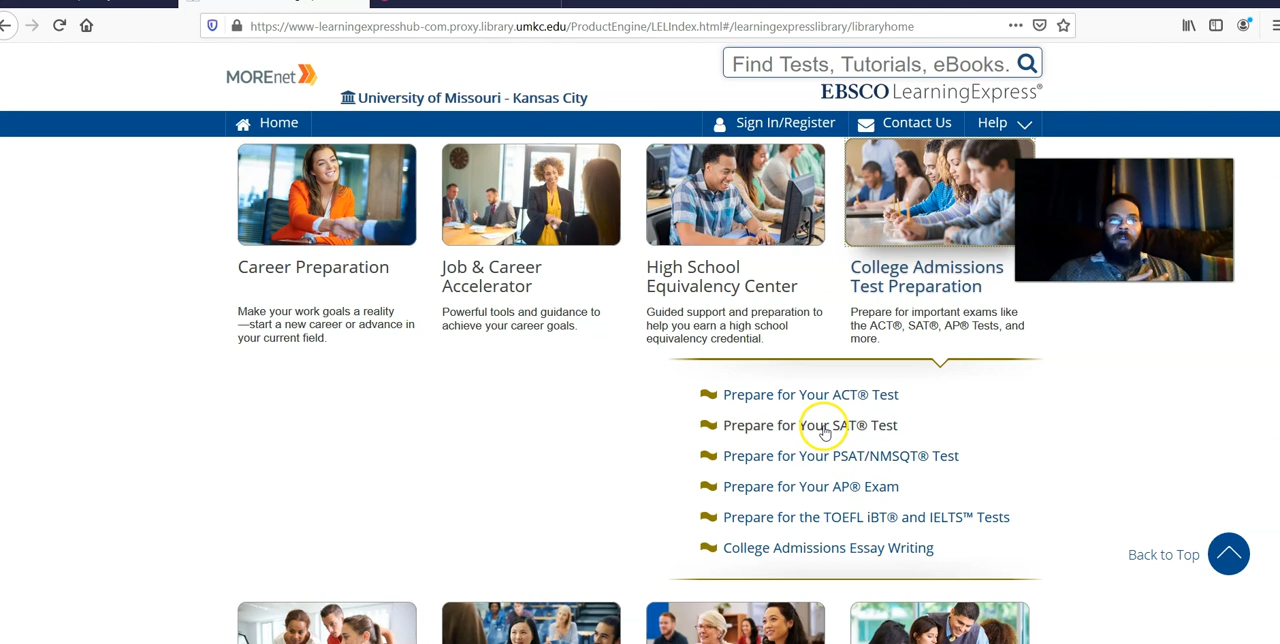 https://www-learningexpresshub-com.proxy.library.umkc.edu/ProductEngine/LELIndex.html#/learningexpresslibrary/libraryhome
MOREnet
Find Tests, Tutorials, eBooks.
University of Missouri - Kansas City
EBSCO LearningExpress®
Home
Sign In/Register
Contact Us
Help
Career Preparation
Make your work goals a reality
—start a new career or advance in
your current field.
Job & Career
Accelerator
Powerful tools and guidance to
achieve your career goals.
High School
Equivalency Center
Guided support and preparation to
help you earn a high school
equivalency credential.
College Admissions
Test Preparation
Prepare for important exams like
the ACT®, SAT®, AP® Tests, and
more.
Prepare for Your ACT® Test
Prepare for Your SAT® Test
Prepare for Your PSAT/NMSQT® Test
Prepare for Your AP® Exam
Prepare for the TOEFL iBT® and IELTS™ Tests
College Admissions Essay Writing
Back to Top